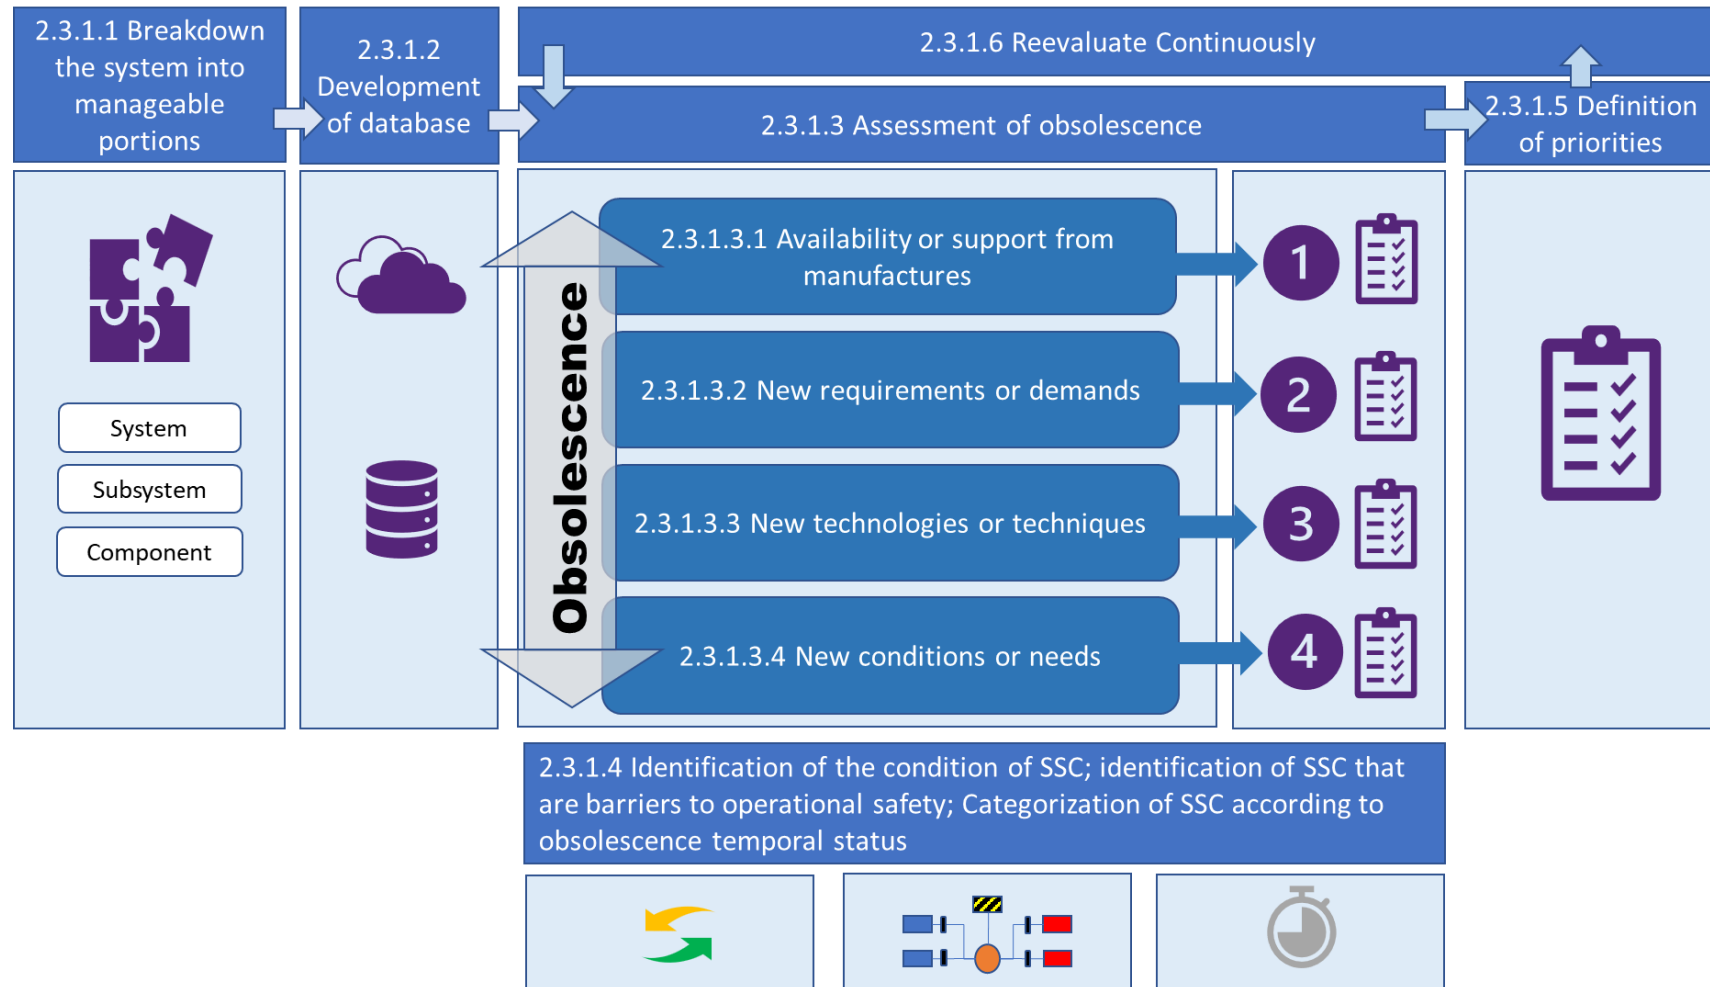 2.3.1.1 Breakdown
the system into
manageable
portions
2.3.1.2
Development
of database
2.3.1.6 Reevaluate Continuously
2.3.1.3 Assessment of obsolescence
2.3.1.5 Definition
of priorities
System
Subsystem
Component
Obsolescence
2.3.1.3.1 Availability or support from
manufactures
1
2.3.1.3.2 New requirements or demands
2
2.3.1.3.3 New technologies or techniques
3
2.3.1.3.4 New conditions or needs
4
2.3.1.4 Identification of the condition of SSC; identification of SSC that
are barriers to operational safety; Categorization of SSC according to
obsolescence temporal status